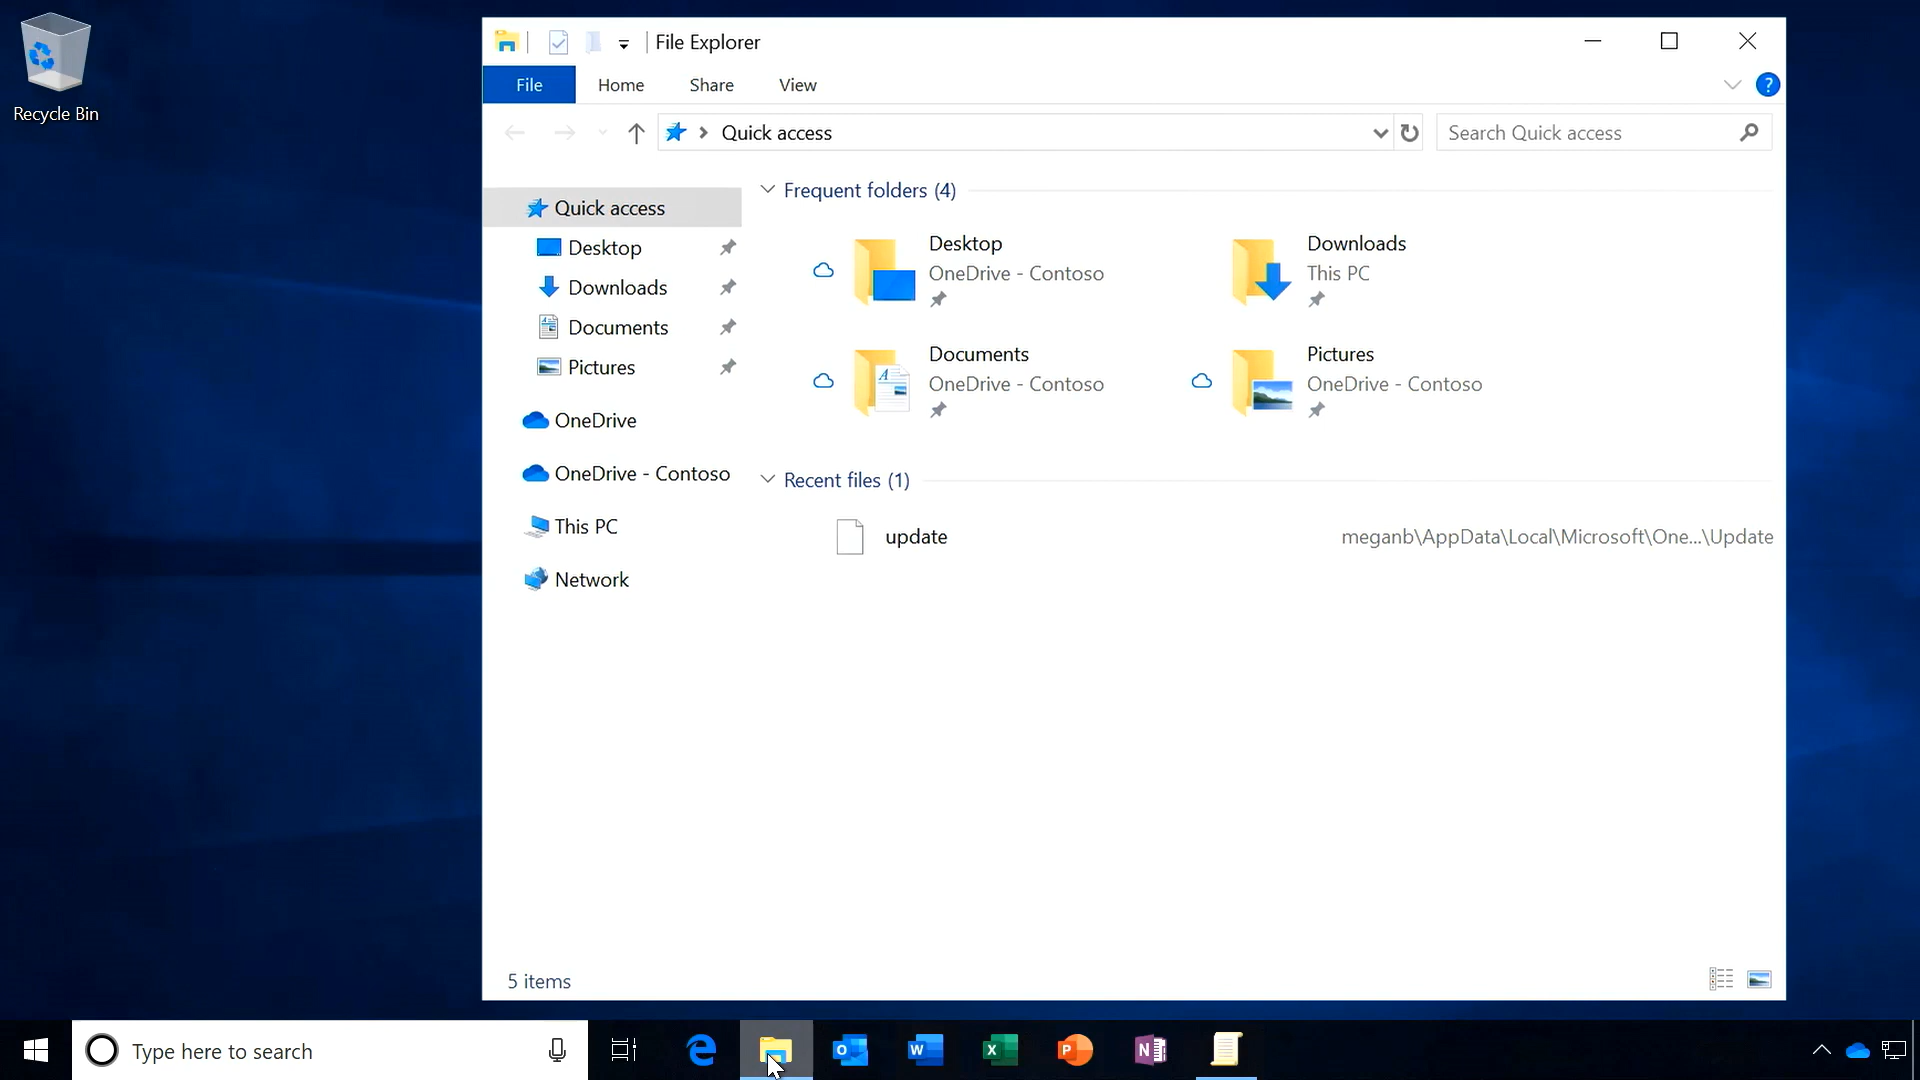 Recycle Bin
File Explorer
File Home Share View
?
Quick access
Search Quick access
Quick access
Desktop
Downloads
Documents
Pictures
OneDrive
OneDrive - Contoso
This PC
Network
Frequent folders (4)
Desktop
OneDrive - Contoso
Downloads
This PC
Documents
OneDrive - Contoso
Pictures
OneDrive - Contoso
Recent files (1)
update meganb\AppData\Local\Microsoft\One...\Update
5 items
Type here to search